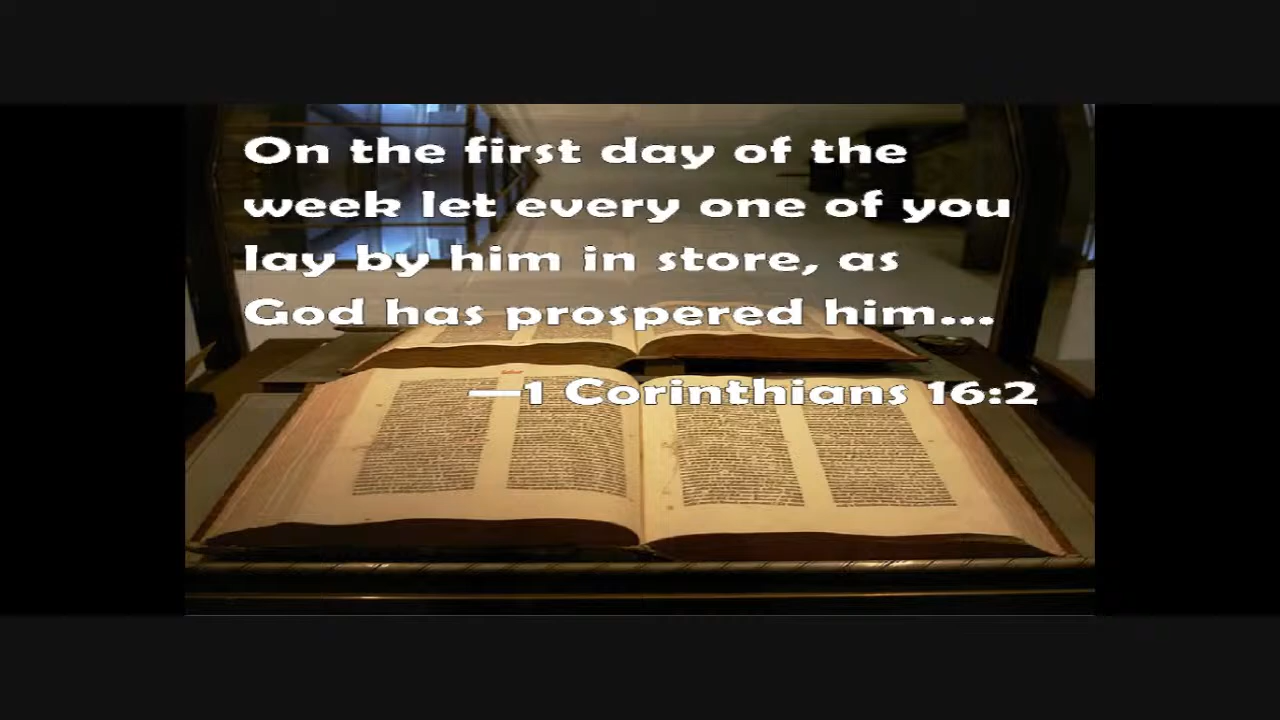 On the first day of the
week let every one of you
lay by him in store, as
God has prospered him...
—1 Corinthians 16:2